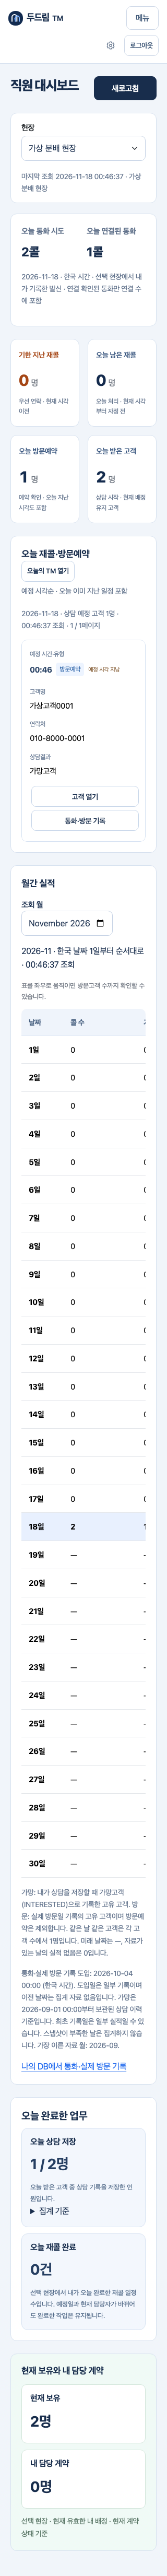 두드림 TM
메뉴
로그아웃
직원 대시보드
새로고침
현장
가상 분배 현장
마지막 조회 2026-11-18 00:46:37 · 가상
분배 현장
오늘 통화 시도
2콜
오늘 연결된 통화
1콜
2026-11-18 · 한국 시간 · 선택 현장에서 내
가 기록한 발신 · 연결 확인된 통화만 연결 수
에 포함
기한 지난 재콜
0 명
우선 연락 · 현재 시각
이전
오늘 남은 재콜
0 명
오늘 처리 · 현재 시각
부터 자정 전
오늘 방문예약
1 명
예약 확인 · 오늘 지난
시각도 포함
오늘 받은 고객
2 명
상담 시작 · 현재 배정
유지 고객
오늘 재콜·방문예약
오늘의 TM 열기
예정 시각순 · 오늘 이미 지난 일정 포함
2026-11-18 · 상담 예정 고객 1명 ·
00:46:37 조회 · 1 / 1페이지
예정 시간·유형
00:46 방문예약 예정 시각 지남
고객명
가상고객0001
연락처
010-8000-0001
상담결과
가망고객
고객 열기
통화·방문 기록
월간 실적
조회 월
November 2026
2026-11 · 한국 날짜 1일부터 순서대로
· 00:46:37 조회
표를 좌우로 움직이면 방문고객 수까지 확인할 수
있습니다.
날짜 콜 수
1일 0
2일 0
3일 0
4일 0
5일 0
6일 0
7일 0
8일 0
9일 0
10일 0
11일 0
12일 0
13일 0
14일 0
15일 0
16일 0
17일 0
18일 2
19일 —
20일 —
21일 —
22일 —
23일 —
24일 —
25일 —
26일 —
27일 —
28일 —
29일 —
30일 —
가망: 내가 상담을 저장할 때 가망고객
(INTERESTED)으로 기록한 고유 고객. 방
문: 실제 방문일 기록의 고유 고객이며 방문예
약은 제외합니다. 같은 날 같은 고객은 각 고
객 수에서 1명입니다. 미래 날짜는 —, 자료가
있는 날의 실적 없음은 0입니다.
통화·실제 방문 기록 도입: 2026-10-04
00:00 (한국 시간). 도입일은 일부 기록이며
이전 날짜는 집계 자료 없음입니다. 가망은
2026-09-01 00:00부터 보관된 상담 이력
기준입니다. 최초 기록일은 일부 실적일 수 있
습니다. 스냅샷이 부족한 날은 집계하지 않습
니다. 가장 이른 자료 월: 2026-09.
나의 DB에서 통화·실제 방문 기록
오늘 완료한 업무
오늘 상담 저장
1 / 2명
오늘 받은 고객 중 상담 기록을 저장한 인
원입니다.
▶ 집계 기준
오늘 재콜 완료
0건
선택 현장에서 내가 오늘 완료한 재콜 일정
수입니다. 예정일과 현재 담당자가 바뀌어
도 완료한 작업은 유지됩니다.
현재 보유와 내 담당 계약
현재 보유
2명
내 담당 계약
0명
선택 현장 · 현재 유효한 내 배정 · 현재 계약
상태 기준